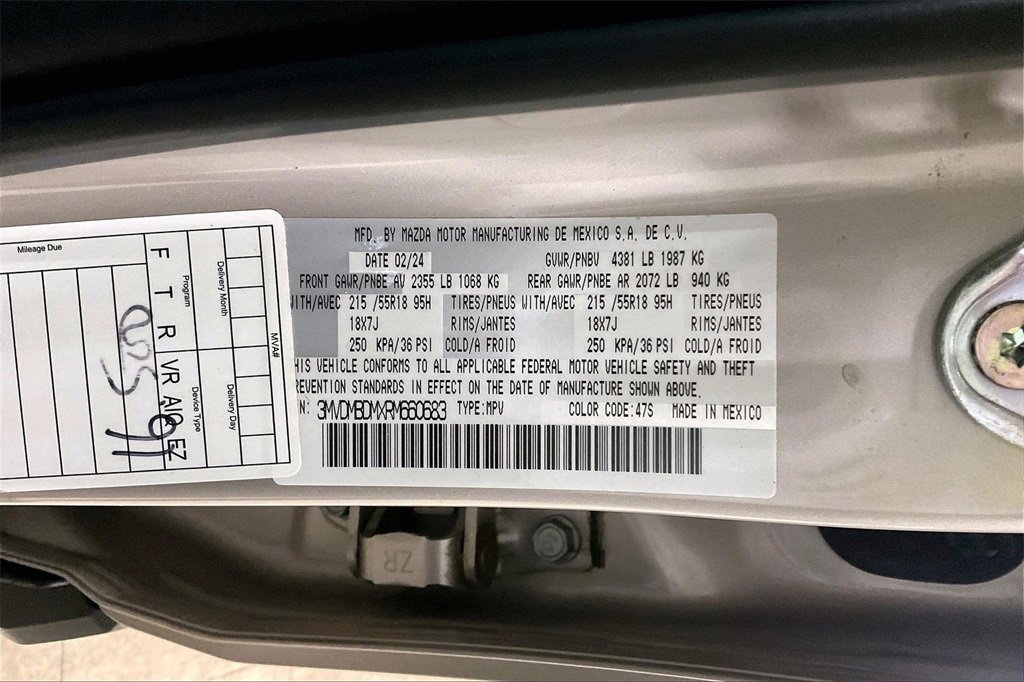 MFD. BY MAZDA MOTOR MANUFACTURING DE MEXICO S.A. DE C.V.
DATE 02/24 GVWR/PNBV 4381 LB 1987 KG
FRONT GAWR/PNBE AV 2355 LB 1068 KG REAR GAWR/PNBE AR 2072 LB 940 KG
WITH/AVEC 215 /55R18 95H TIRES/PNEUS WITH/AVEC 215 /55R18 95H TIRES/PNEUS
18X7J RIMS/JANTES 18X7J RIMS/JANTES
250 KPA/36 PSI COLD/A FROID 250 KPA/36 PSI COLD/A FROID
HIS VEHICLE CONFORMS TO ALL APPLICABLE FEDERAL MOTOR VEHICLE SAFETY AND THEFT
REVENTION STANDARDS IN EFFECT ON THE DATE OF MANUFACTURE SHOWN ABOVE.
N: 3MVDMBDMXRM660683 TYPE:MPV COLOR CODE:47S MADE IN MEXICO
MVA#
Delivery Month
Delivery Day
Program
Device Type
F T R VR AIO EZ
Mileage Due
ZR